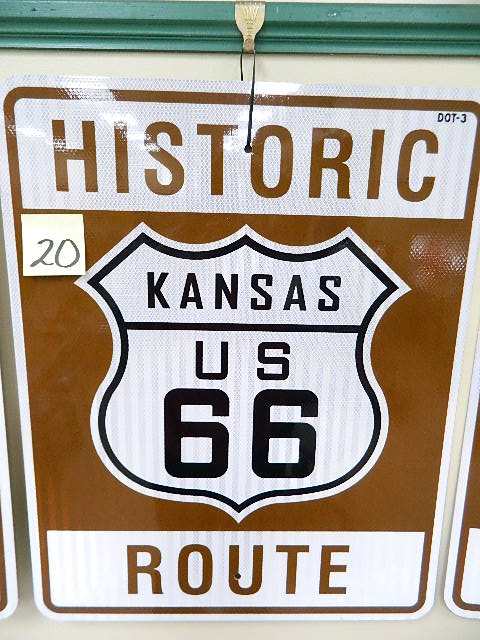 HISTORIC
DOT-3
20
KANSAS
US
66
ROUTE